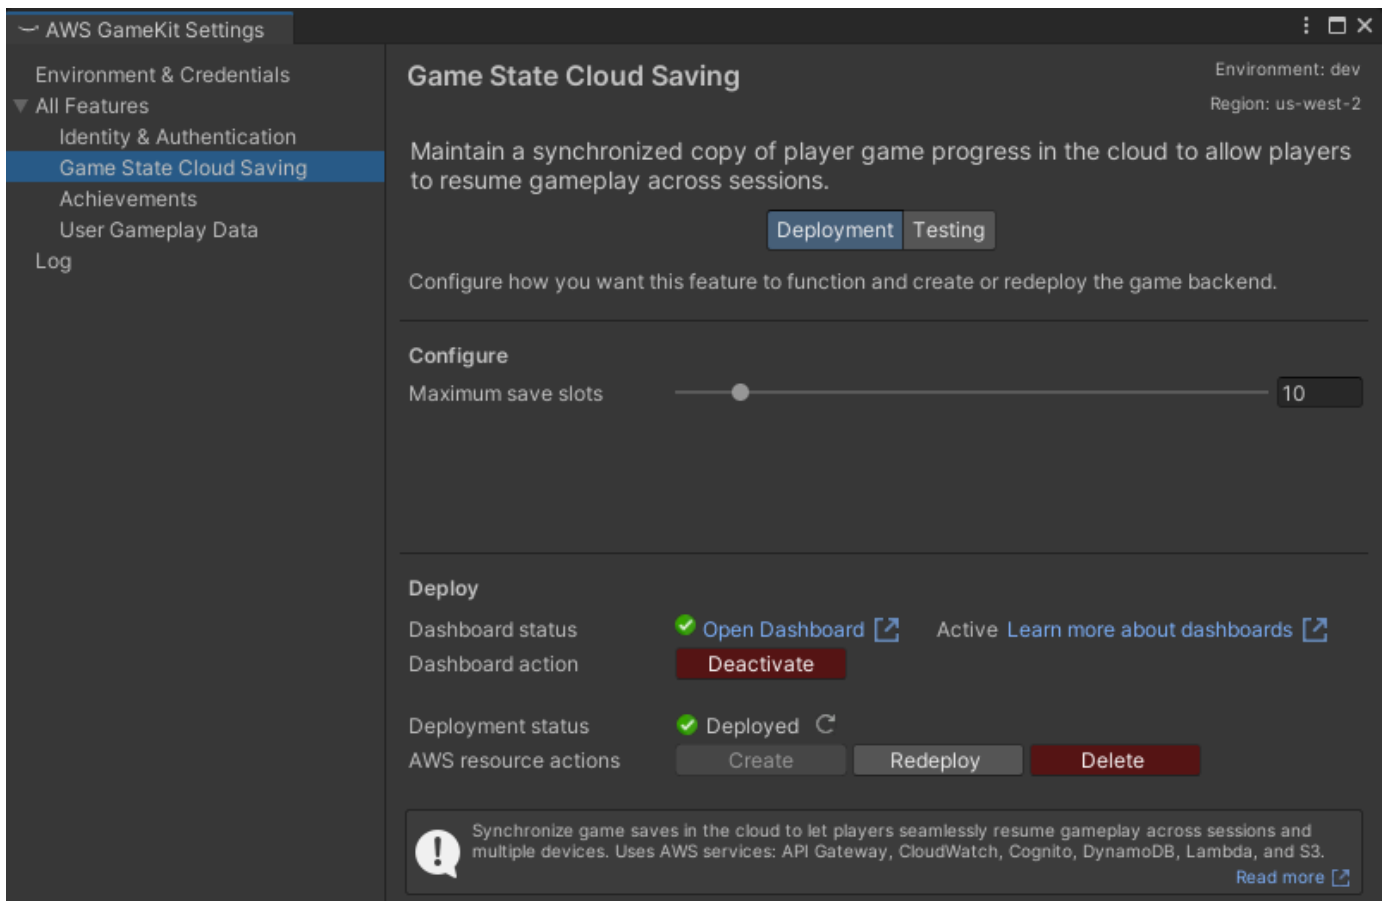 AWS GameKit Settings
Environment & Credentials
All Features
Identity & Authentication
Game State Cloud Saving
Achievements
User Gameplay Data
Log
Game State Cloud Saving
Environment: dev
Region: us-west-2
Maintain a synchronized copy of player game progress in the cloud to allow players
to resume gameplay across sessions.
Deployment Testing
Configure how you want this feature to function and create or redeploy the game backend.
Configure
Maximum save slots 10
Deploy
Dashboard status Open Dashboard Active Learn more about dashboards
Dashboard action Deactivate
Deployment status Deployed
AWS resource actions Create Redeploy Delete
Synchronize game saves in the cloud to let players seamlessly resume gameplay across sessions and
multiple devices. Uses AWS services: API Gateway, CloudWatch, Cognito, DynamoDB, Lambda, and S3.
Read more